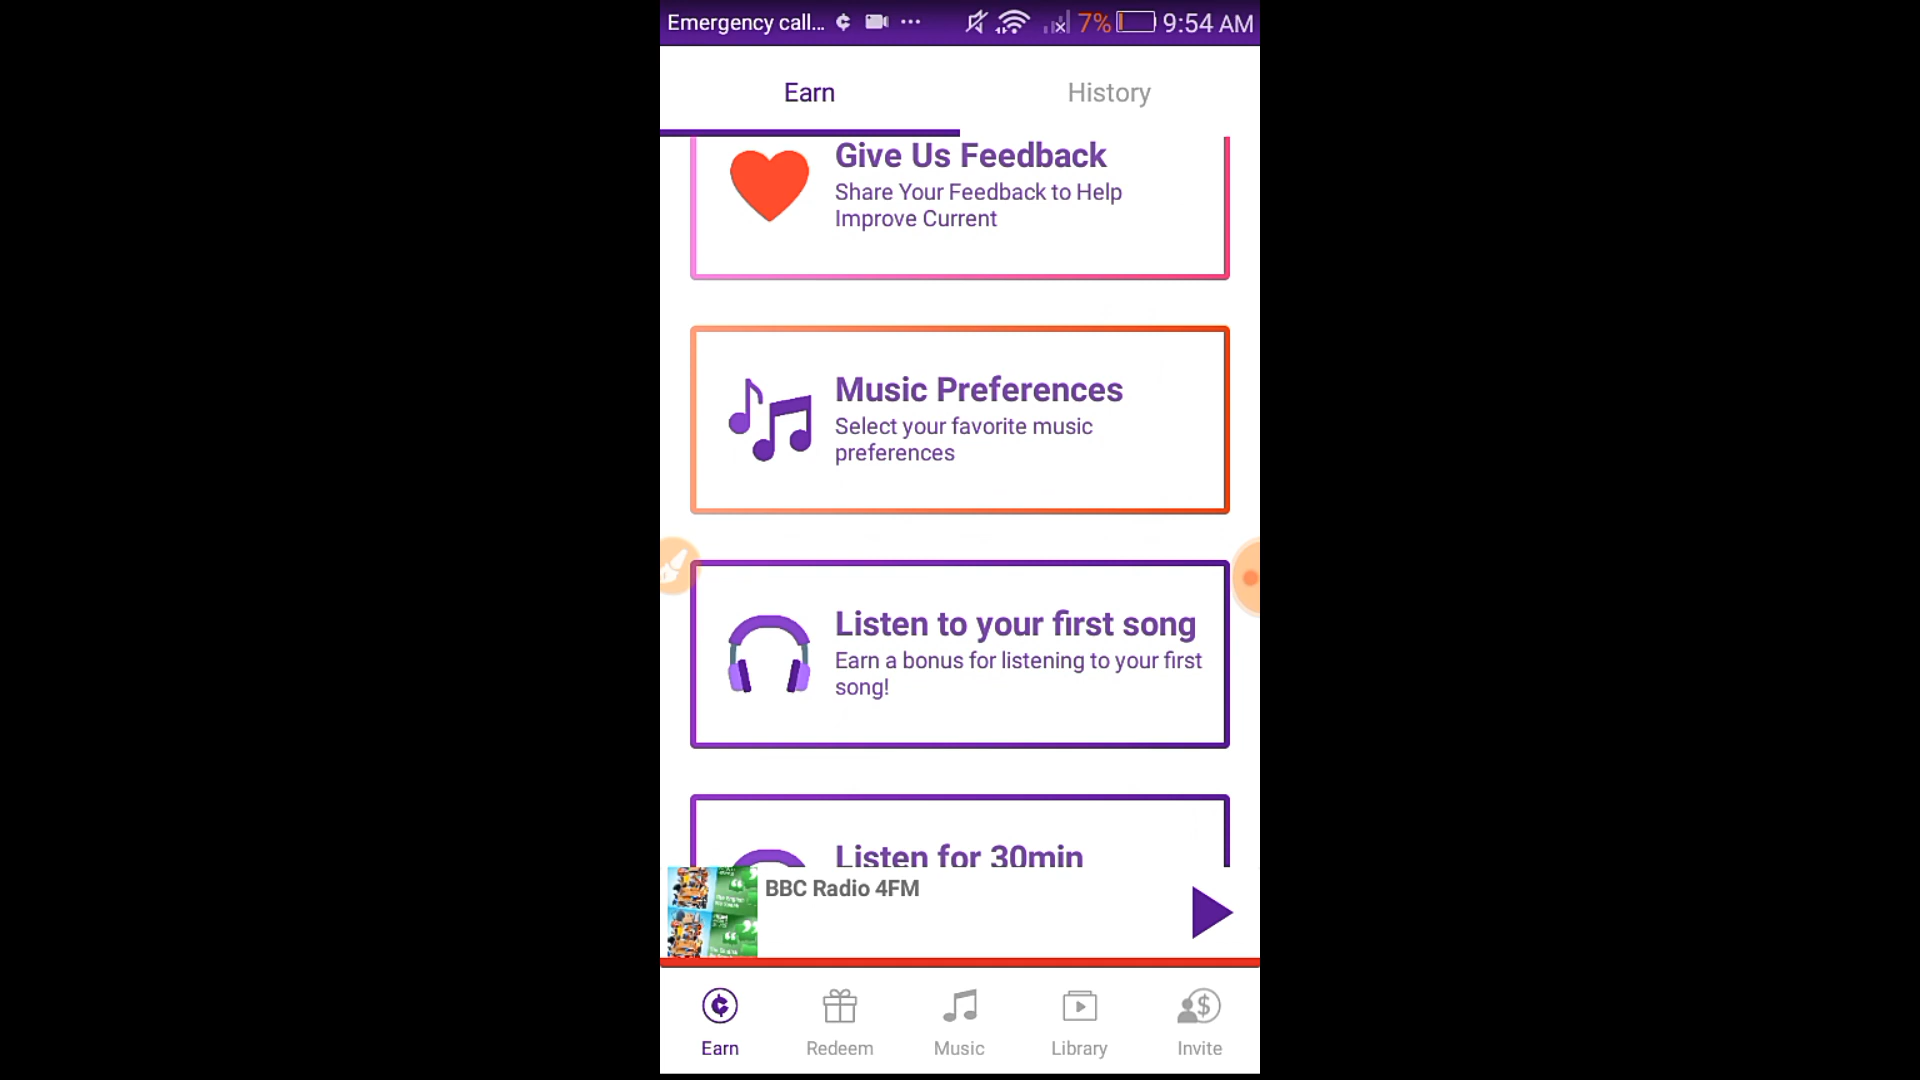 Emergency call... 7% 9:54 AM
Earn History
Give Us Feedback
Share Your Feedback to Help
Improve Current
Music Preferences
Select your favorite music
preferences
Listen to your first song
Earn a bonus for listening to your first
song!
Listen for 30min
BBC Radio 4FM
Earn Redeem Music Library Invite